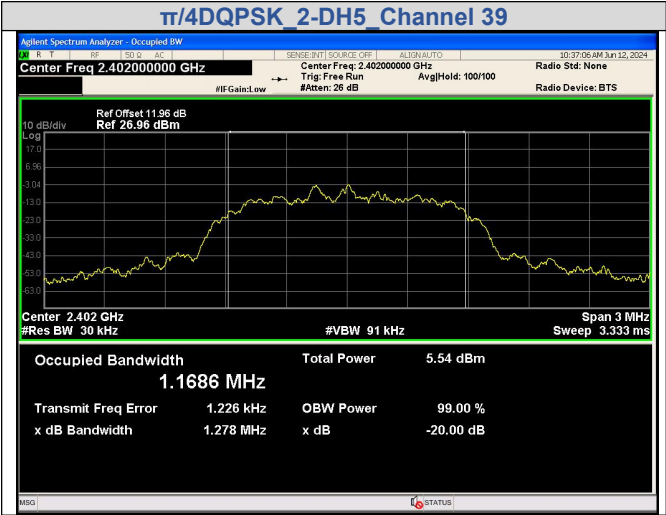 π/4DQPSK_2-DH5_Channel 39
Agilent Spectrum Analyzer - Occupied BW
R T RF 50 Ω AC SENSE:INT SOURCE OFF ALIGN AUTO 10:37:06 AM Jun 12, 2024
Center Freq 2.402000000 GHz Center Freq: 2.402000000 GHz Radio Std: None
Trig: Free Run Avg|Hold: 100/100
#IFGain:Low #Atten: 26 dB Radio Device: BTS
Ref Offset 11.96 dB
10 dB/div Ref 26.96 dBm
Log
17.0
6.96
-3.04
-13.0
-23.0
-33.0
-43.0
-53.0
-63.0
Center 2.402 GHz Span 3 MHz
#Res BW 30 kHz #VBW 91 kHz Sweep 3.333 ms
Occupied Bandwidth Total Power 5.54 dBm
1.1686 MHz
Transmit Freq Error 1.226 kHz OBW Power 99.00 %
x dB Bandwidth 1.278 MHz x dB -20.00 dB
MSG STATUS